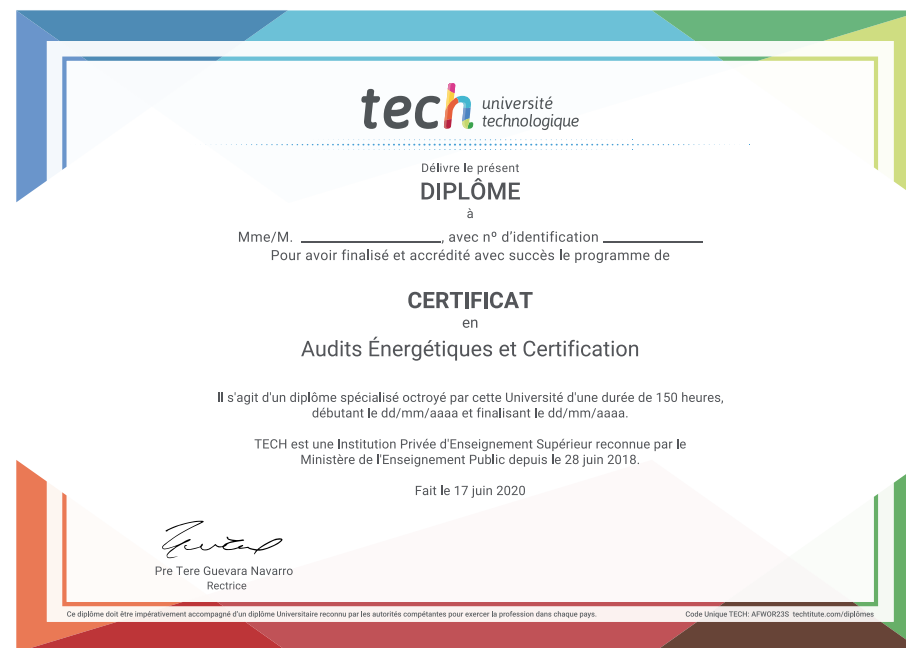 tech université
technologique
Délivre le présent
DIPLÔME
à
Mme/M. ____________________, avec nº d'identification ______________
Pour avoir finalisé et accrédité avec succès le programme de
CERTIFICAT
en
Audits Énergétiques et Certification
Il s'agit d'un diplôme spécialisé octroyé par cette Université d'une durée de 150 heures,
débutant le dd/mm/aaaa et finalisant le dd/mm/aaaa.
TECH est une Institution Privée d'Enseignement Supérieur reconnue par le
Ministère de l'Enseignement Public depuis le 28 juin 2018.
Fait le 17 juin 2020
Pre Tere Guevara Navarro
Rectrice
Ce diplôme doit être impérativement accompagné d'un diplôme Universitaire reconnu par les autorités compétantes pour exercer la profession dans chaque pays.
Code Unique TECH: AFWOR23S techtitute.com/diplômes